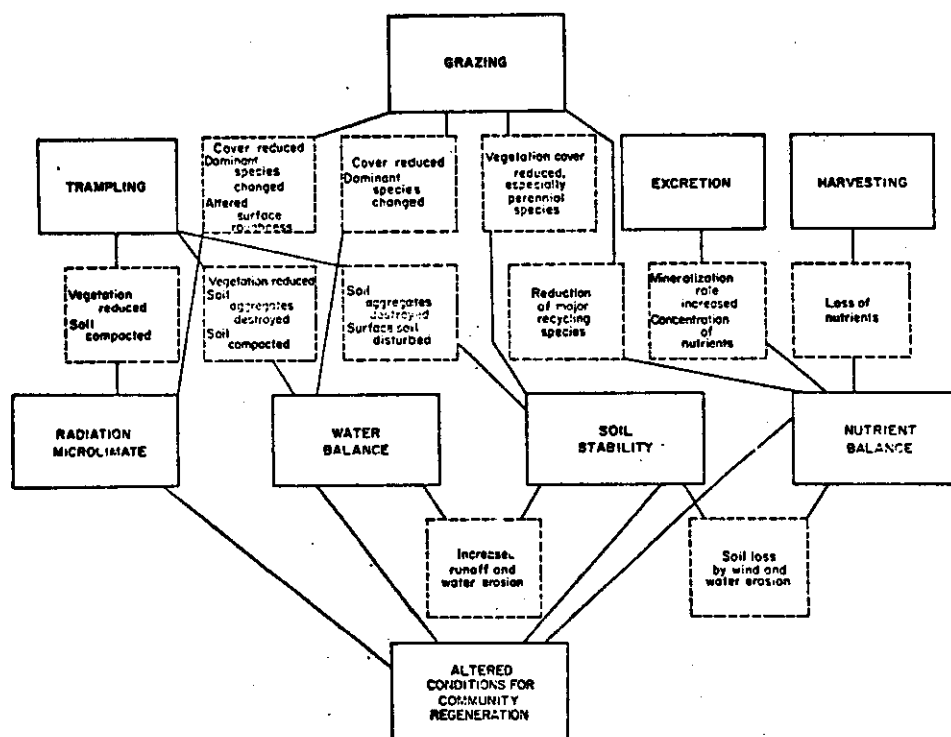 GRAZING
TRAMPLING
Cover reduced
Dominant
species
changed
Altered
surface
roughness
Cover reduced
Dominant
species
changed
Vegetation cover
reduced,
especially
perennial
species
EXCRETION
HARVESTING
Vegetation
reduced
Soil
compacted
Vegetation reduced
Soil
aggregates
destroyed
Soil
compacted
Soil
aggregates
destroyed
Surface soil
disturbed
Reduction
of major
recycling
species
Mineralization
rate
increased
Concentration
of
nutrients
Loss of
nutrients
RADIATION
MICROLIMATE
WATER
BALANCE
SOIL
STABILITY
NUTRIENT
BALANCE
Increased
runoff and
water erosion
Soil loss
by wind and
water erosion
ALTERED
CONDITIONS FOR
COMMUNITY
REGENERATION